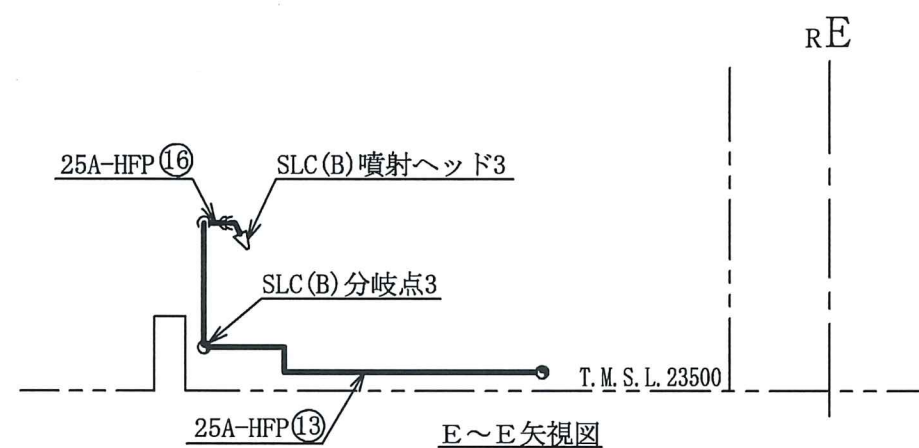 RE
25A-HFP⑯
SLC(B)噴射ヘッド3
SLC(B)分岐点3
T.M.S.L.23500
25A-HFP⑬
E～E矢視図